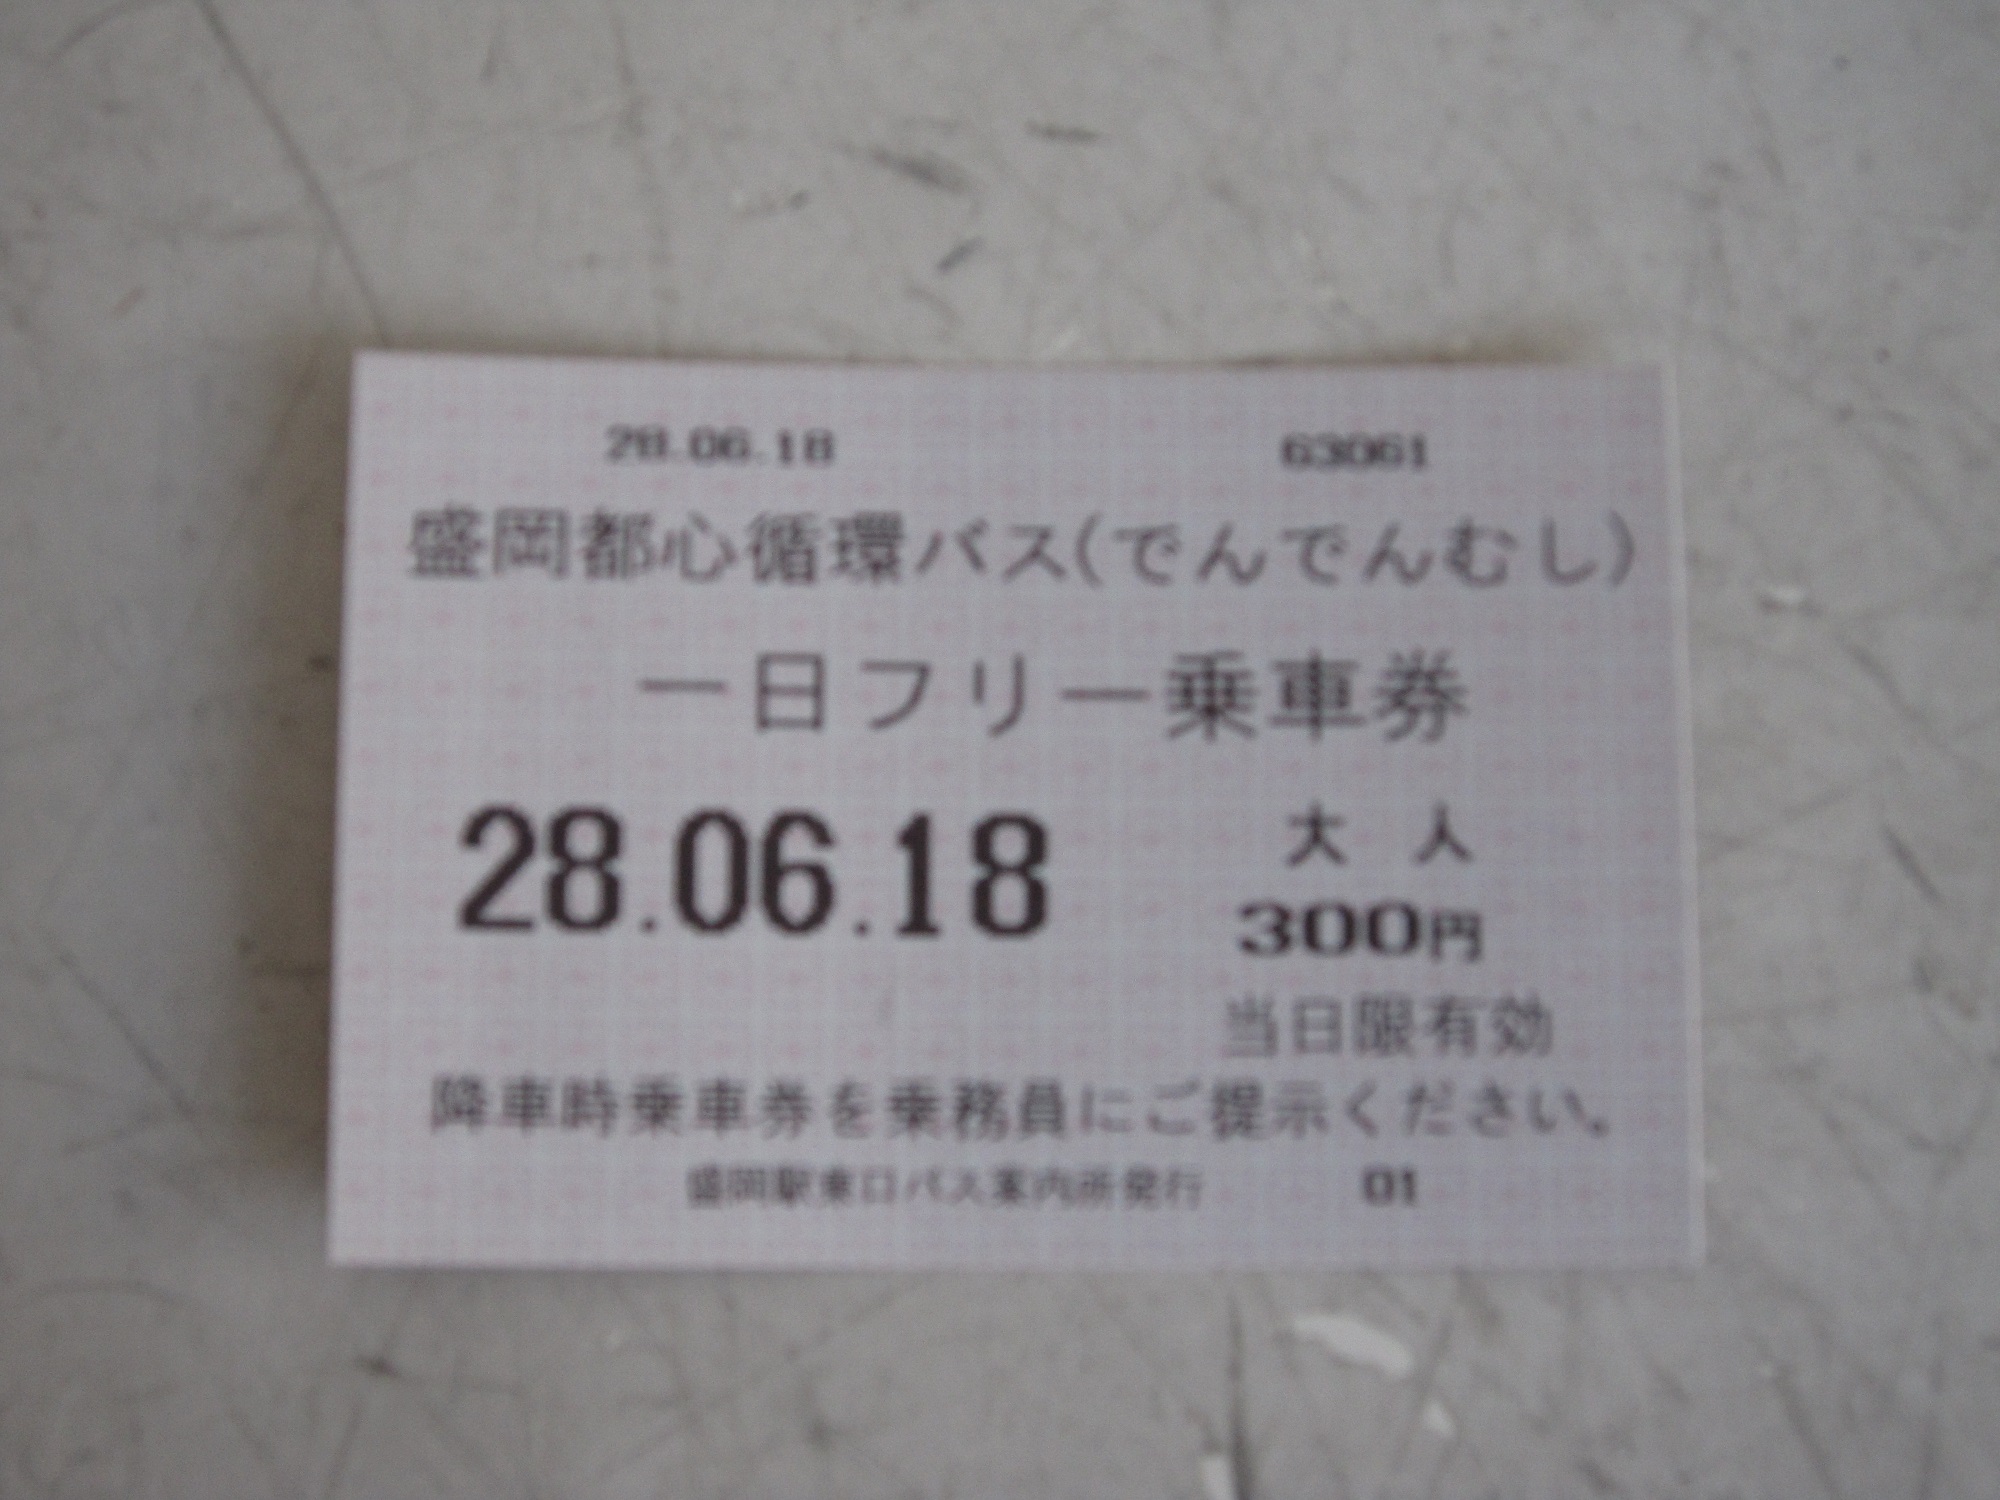 28.06.18 63061
盛岡都心循環バス(でんでんむし)
一日フリー乗車券
28.06.18 大人
300円
当日限有効
降車時乗車券を乗務員にご提示ください。
盛岡駅東口バス案内所発行 01